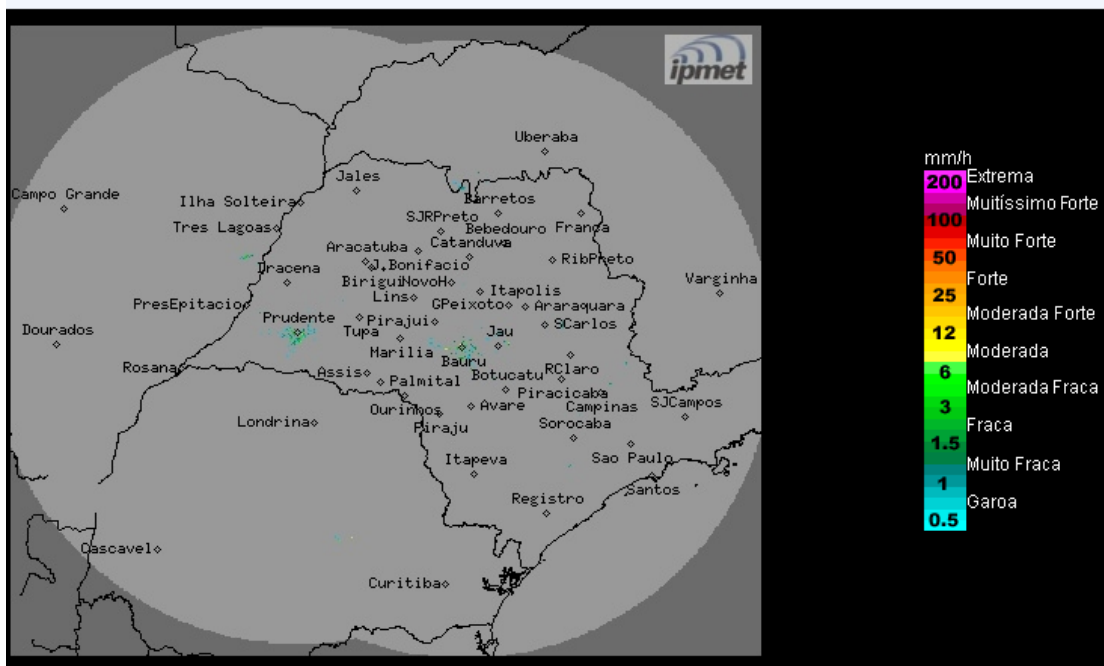 ipmet
Uberaba
Jales
Campo Grande
Ilha Solteira
Barretos
SJRPreto
Tres Lagoas
Bebedouro
Franca
Aracatuba
Catanduva
Dracena
J.Bonifacio
RibPreto
Varginha
Birigui
NovoH
Itapolis
Lins
PresEpitacio
GPeixoto
Araraquara
Prudente
Pirajui
SCarlos
Dourados
Tupa
Jau
Marilia
Bauru
Rosana
Assis
Botucatu
RClaro
Palmital
Piracicaba
Ourinhos
Avare
Campinas
SJCampos
Londrina
Piraju
Sorocaba
Itapeva
Sao Paulo
Santos
Registro
Cascavel
Curitiba
mm/h
200 Extrema
Muitíssimo Forte
100
Muito Forte
50
Forte
25
Moderada Forte
12
Moderada
6
Moderada Fraca
3
Fraca
1.5
Muito Fraca
1
Garoa
0.5